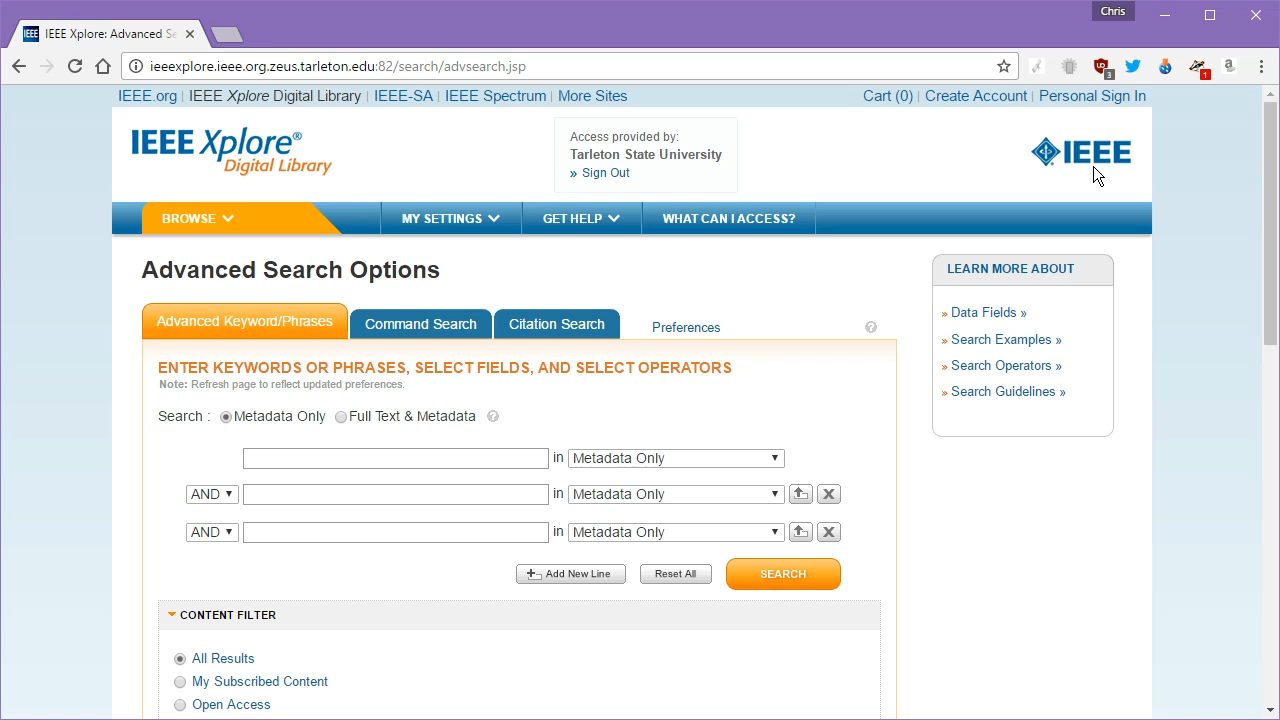 Chris
IEEE Xplore: Advanced Se
ieeexplore.ieee.org.zeus.tarleton.edu:82/search/advsearch.jsp
3
1
IEEE.org | IEEE Xplore Digital Library | IEEE-SA | IEEE Spectrum | More Sites
Cart (0) | Create Account | Personal Sign In
IEEE Xplore®
Digital Library
Access provided by:
Tarleton State University
» Sign Out
IEEE
BROWSE
MY SETTINGS
GET HELP
WHAT CAN I ACCESS?
Advanced Search Options
Advanced Keyword/Phrases
Command Search
Citation Search
Preferences
?
ENTER KEYWORDS OR PHRASES, SELECT FIELDS, AND SELECT OPERATORS
Note: Refresh page to reflect updated preferences.
Search : Metadata Only Full Text & Metadata ?
in Metadata Only
AND in Metadata Only
AND in Metadata Only
Add New Line
Reset All
SEARCH
CONTENT FILTER
All Results
My Subscribed Content
Open Access
LEARN MORE ABOUT
» Data Fields »
» Search Examples »
» Search Operators »
» Search Guidelines »